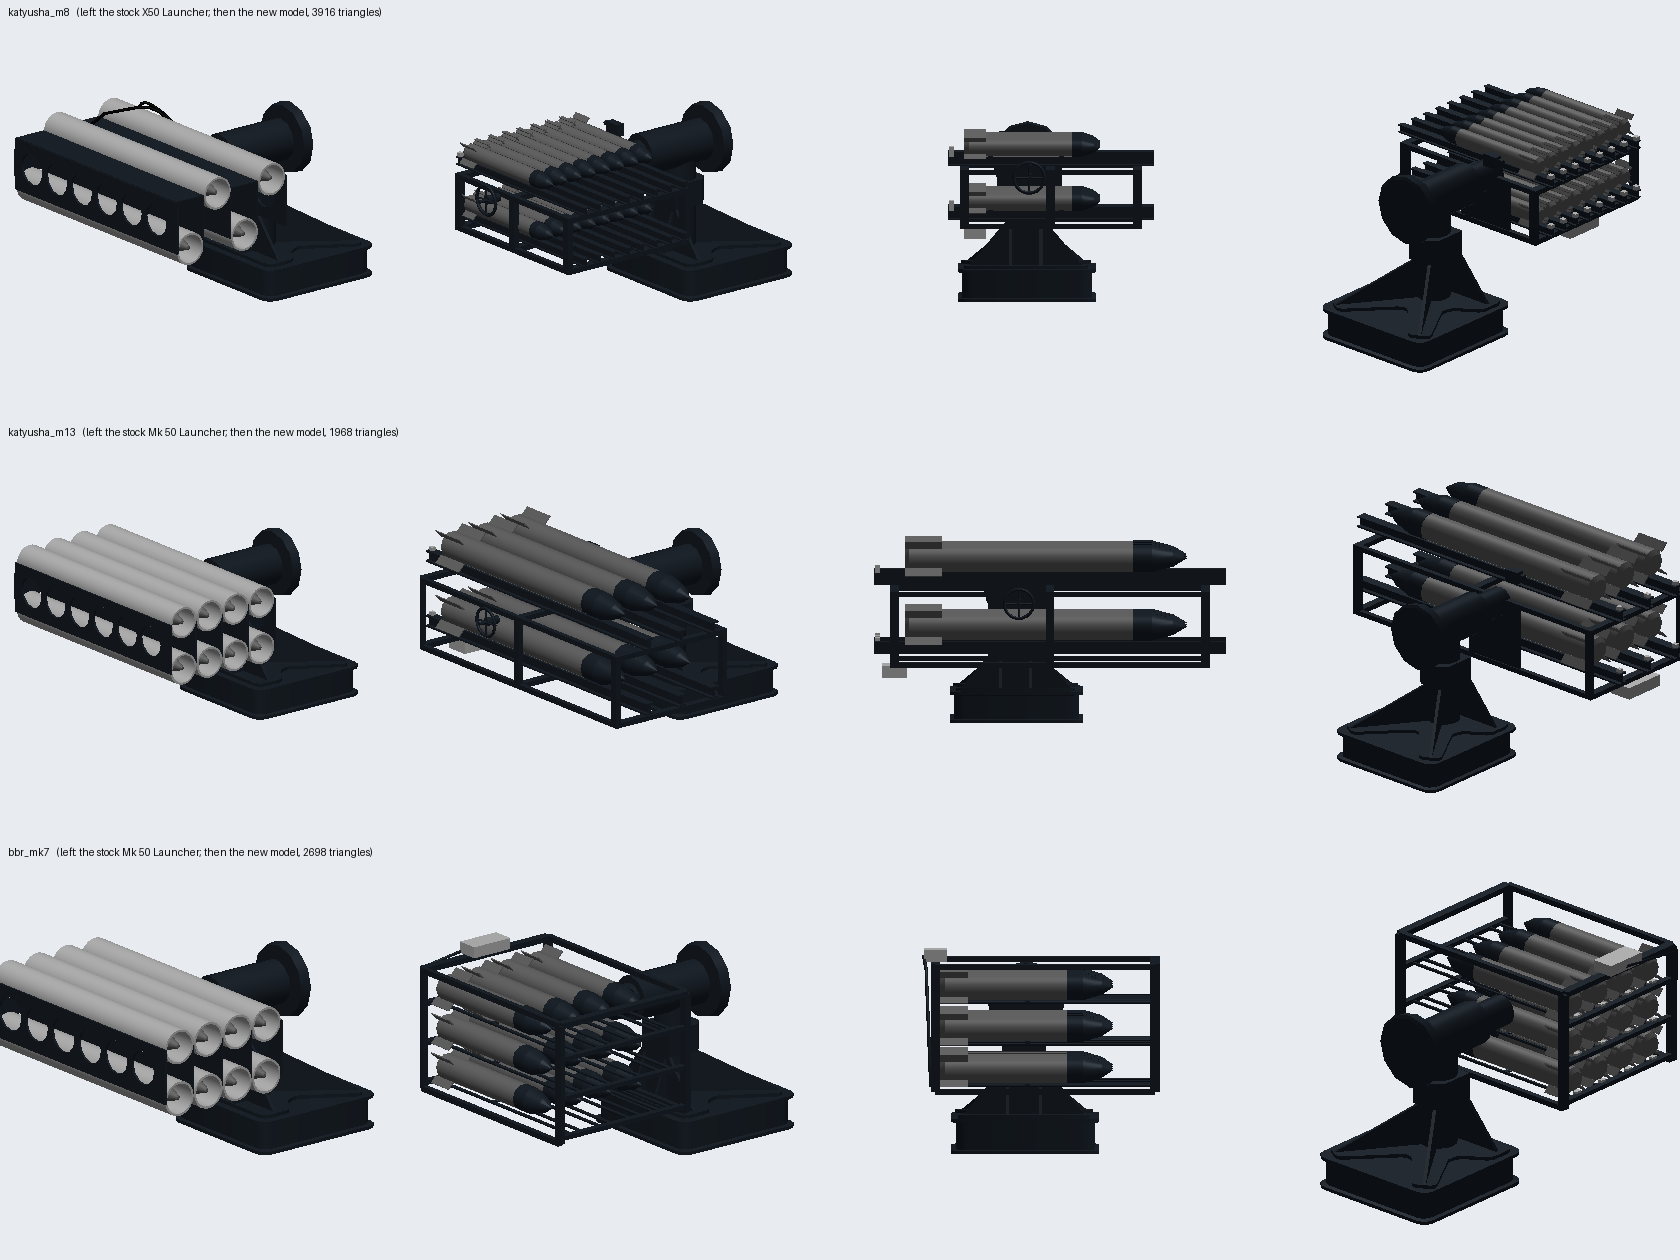 katyusha_m8 (left the stock X50 Launcher; then the new model, 3916 triangles)
katyusha_m13 (left the stock Mk 50 Launcher; then the new model, 1968 triangles)
bbr_mk7 (left the stock Mk 50 Launcher; then the new model, 2698 triangles)